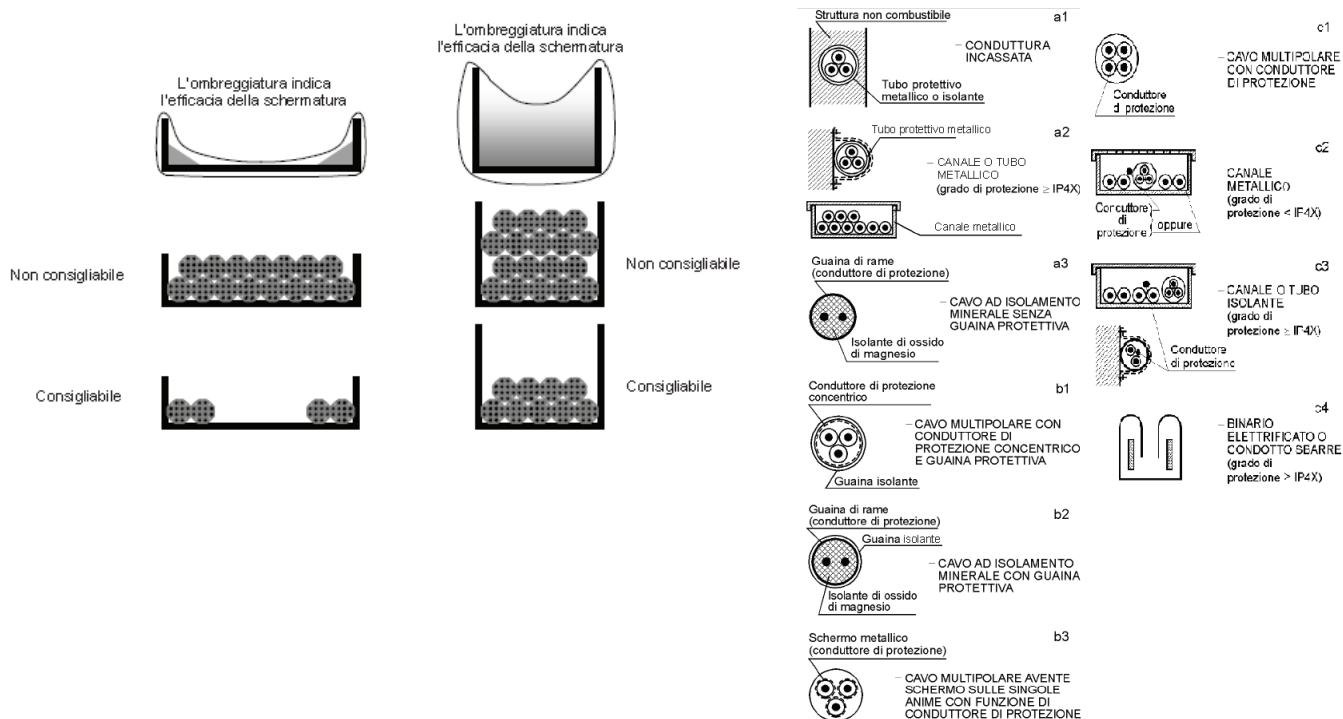 L'ombreggiatura indica
l'efficacia della schermatura
Non consigliabile
Consigliabile
L'ombreggiatura indica
l'efficacia della schermatura
Non consigliabile
Consigliabile
Struttura non combustibile
a1
– CONDUTTURA
INCASSATA
Tubo protettivo
metallico o isolante
Tubo protettivo metallico
a2
– CANALE O TUBO
METALLICO
(grado di protezione ≥ IP4X)
Canale metallico
Guaina di rame
(conduttore di protezione)
a3
– CAVO AD ISOLAMENTO
MINERALE SENZA
GUAINA PROTETTIVA
Isolante di ossido
di magnesio
Conduttore di protezione
concentrico
b1
– CAVO MULTIPOLARE CON
CONDUTTORE DI
PROTEZIONE CONCENTRICO
E GUAINA PROTETTIVA
Guaina isolante
Guaina di rame
(conduttore di protezione)
b2
Guaina isolante
– CAVO AD ISOLAMENTO
MINERALE CON GUAINA
PROTETTIVA
Isolante di ossido
di magnesio
Schermo metallico
(conduttore di protezione)
b3
– CAVO MULTIPOLARE AVENTE
SCHERMO SULLE SINGOLE
ANIME CON FUNZIONE DI
CONDUTTORE DI PROTEZIONE
c1
– CAVO MULTIPOLARE
CON CONDUTTORE
DI PROTEZIONE
Conduttore
di protezione
c2
CANALE
METALLICO
(grado di
protezione < IP4X)
Conduttore
di
protezione
oppure
c3
– CANALE O TUBO
ISOLANTE
(grado di
protezione ≥ IP4X)
Conduttore
di protezione
c4
– BINARIO
ELETTRIFICATO O
CONDOTTO SBARRE
(grado di
protezione > IP4X)